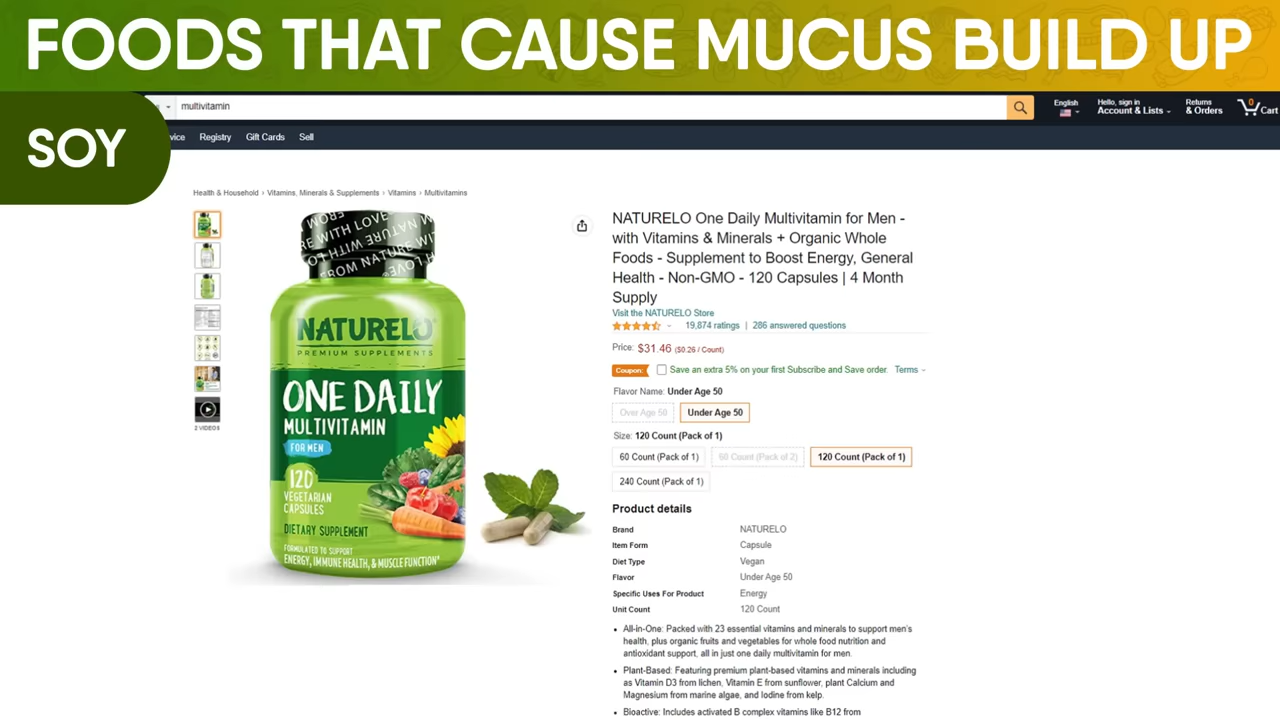 FOODS THAT CAUSE MUCUS BUILD UP
SOY
multivitamin
English
Hello, sign in
Account & Lists
Returns
& Orders
0
Cart
vice
Registry
Gift Cards
Sell
Health & Household › Vitamins, Minerals & Supplements › Vitamins › Multivitamins
2 VIDEOS
NATURELO
PREMIUM SUPPLEMENTS
ONE DAILY
MULTIVITAMIN
FOR MEN
120
VEGETARIAN
CAPSULES
DIETARY SUPPLEMENT
FORMULATED TO SUPPORT
ENERGY, IMMUNE HEALTH, & MUSCLE FUNCTION*
NATURELO One Daily Multivitamin for Men -
with Vitamins & Minerals + Organic Whole
Foods - Supplement to Boost Energy, General
Health - Non-GMO - 120 Capsules | 4 Month
Supply
Visit the NATURELO Store
19,874 ratings | 286 answered questions
Price: $31.46 ($0.26 / Count)
Coupon: Save an extra 5% on your first Subscribe and Save order. Terms
Flavor Name: Under Age 50
Over Age 50 Under Age 50
Size: 120 Count (Pack of 1)
60 Count (Pack of 1) 60 Count (Pack of 2) 120 Count (Pack of 1)
240 Count (Pack of 1)
Product details
Brand NATURELO
Item Form Capsule
Diet Type Vegan
Flavor Under Age 50
Specific Uses For Product Energy
Unit Count 120 Count
• All-in-One: Packed with 23 essential vitamins and minerals to support men's
health, plus organic fruits and vegetables for whole food nutrition and
antioxidant support, all in just one daily multivitamin for men.
• Plant-Based: Featuring premium plant-based vitamins and minerals including
as Vitamin D3 from lichen, Vitamin E from sunflower, plant Calcium and
Magnesium from marine algae, and Iodine from kelp.
• Bioactive: Includes activated B complex vitamins like B12 from